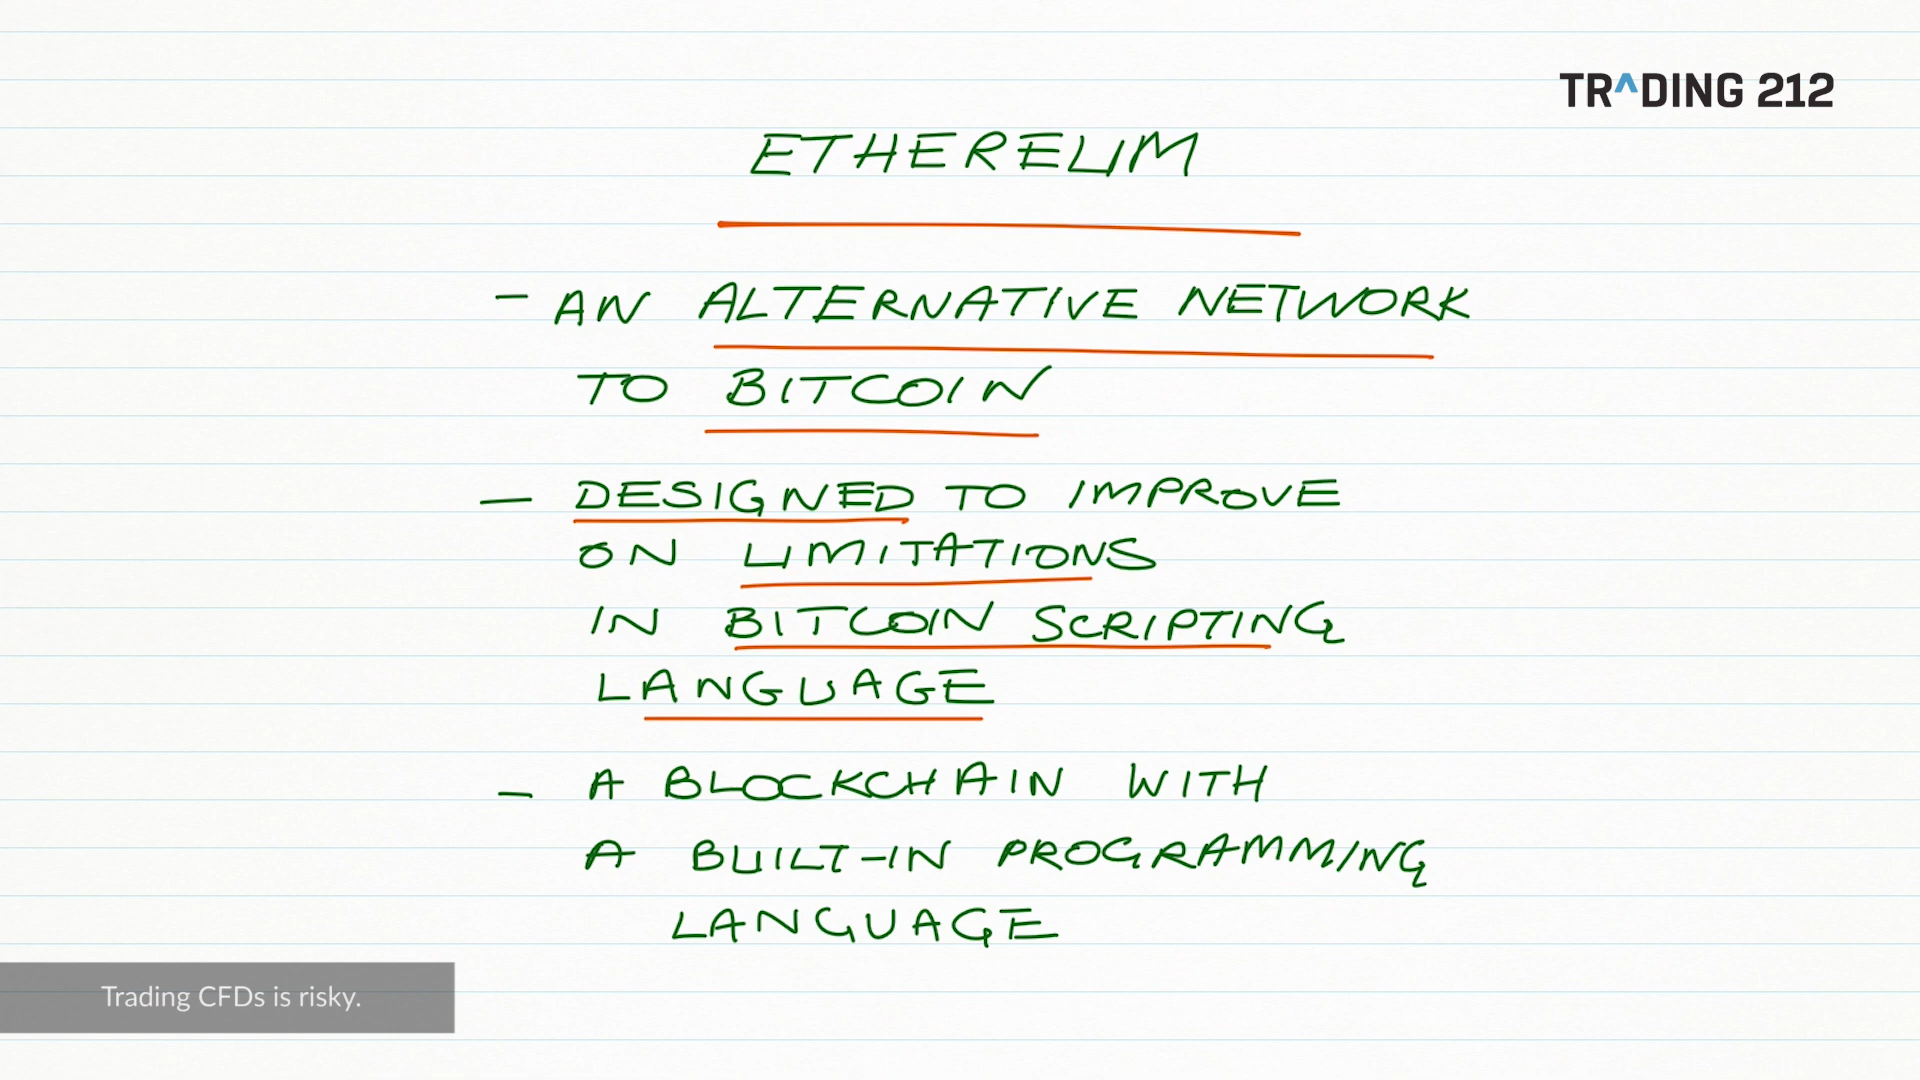 TRADING 212
ETHEREUM
- AN ALTERNATIVE NETWORK
TO BITCOIN
- DESIGNED TO IMPROVE
ON LIMITATIONS
IN BITCOIN SCRIPTING
LANGUAGE
- A BLOCKCHAIN WITH
A BUILT-IN PROGRAMMING
LANGUAGE
Trading CFDs is risky.